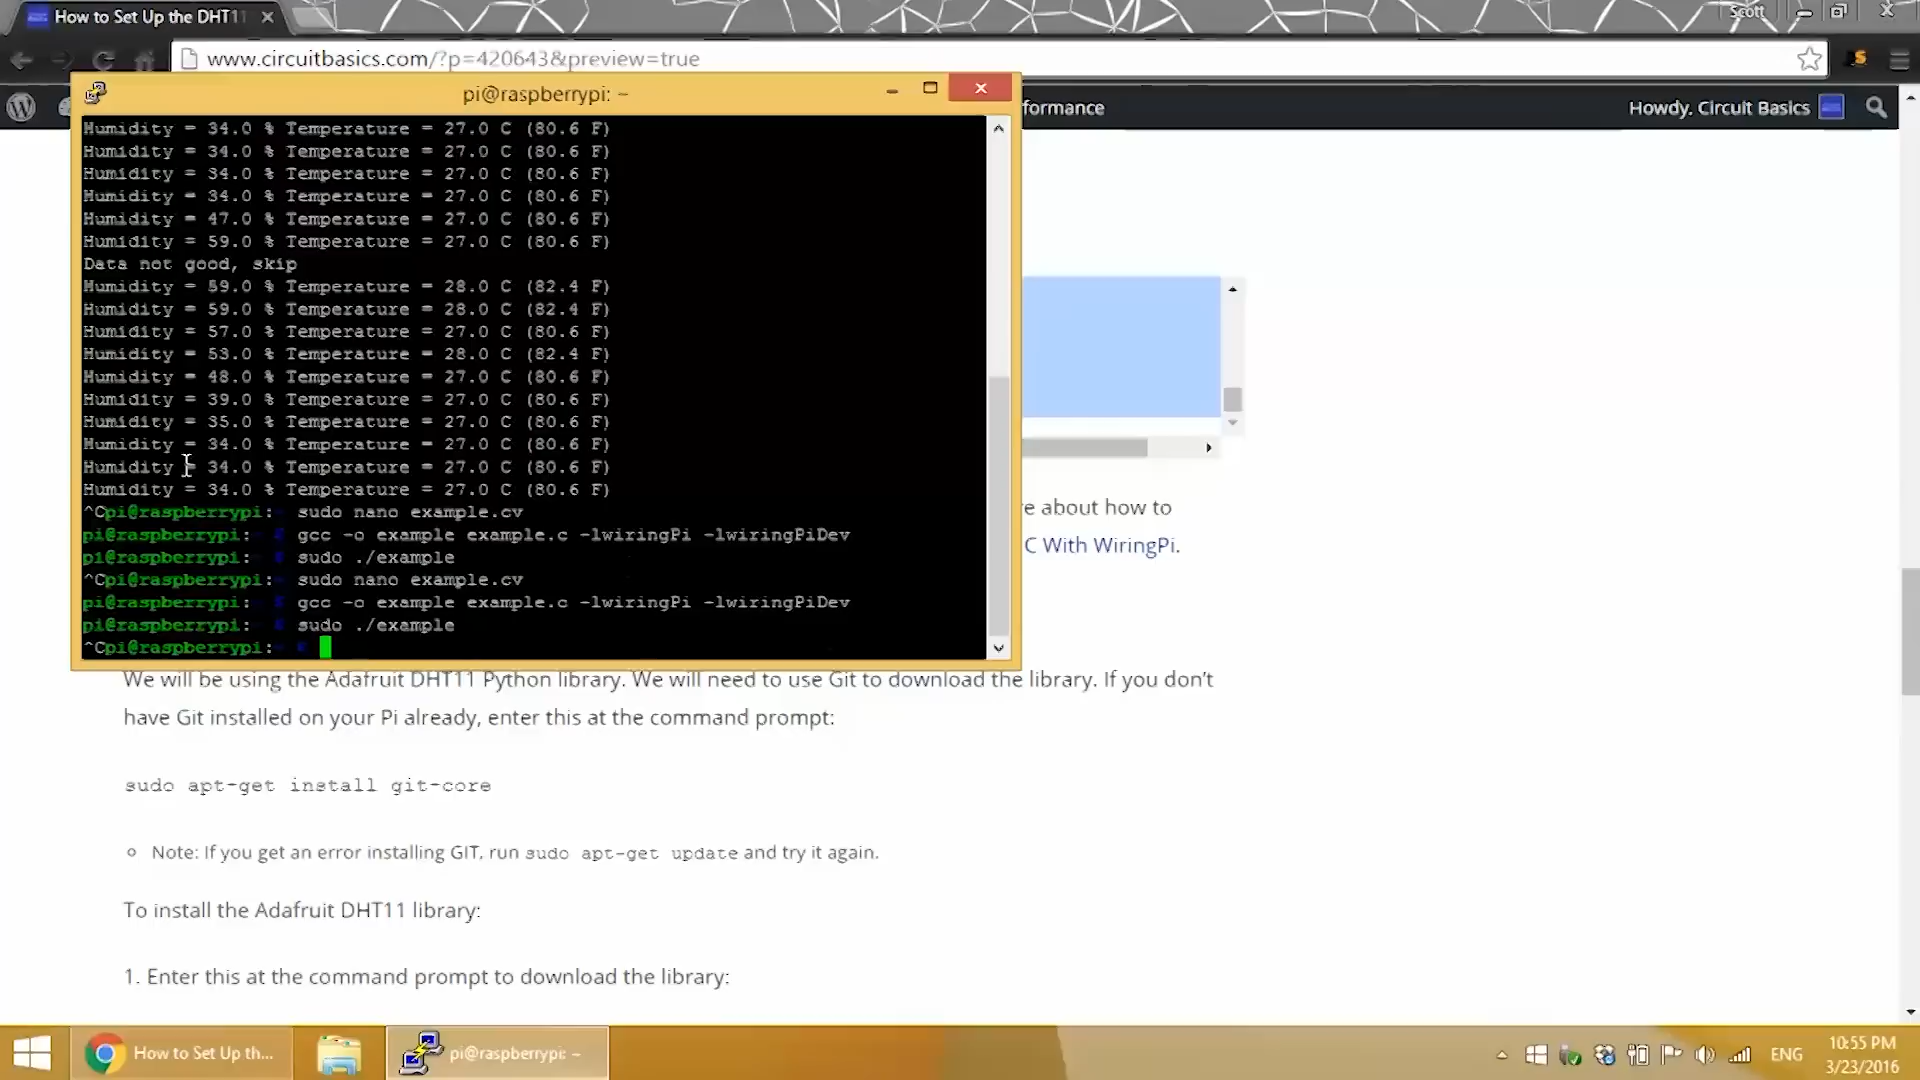 How to Set Up the DHT11
Scott
www.circuitbasics.com/?p=420643&preview=true
pi@raspberrypi: ~
formance
Howdy, Circuit Basics
Humidity = 34.0 % Temperature = 27.0 C (80.6 F)
Humidity = 34.0 % Temperature = 27.0 C (80.6 F)
Humidity = 34.0 % Temperature = 27.0 C (80.6 F)
Humidity = 34.0 % Temperature = 27.0 C (80.6 F)
Humidity = 47.0 % Temperature = 27.0 C (80.6 F)
Humidity = 59.0 % Temperature = 27.0 C (80.6 F)
Data not good, skip
Humidity = 59.0 % Temperature = 28.0 C (82.4 F)
Humidity = 59.0 % Temperature = 28.0 C (82.4 F)
Humidity = 57.0 % Temperature = 27.0 C (80.6 F)
Humidity = 53.0 % Temperature = 28.0 C (82.4 F)
Humidity = 48.0 % Temperature = 27.0 C (80.6 F)
Humidity = 39.0 % Temperature = 27.0 C (80.6 F)
Humidity = 35.0 % Temperature = 27.0 C (80.6 F)
Humidity = 34.0 % Temperature = 27.0 C (80.6 F)
Humidity = 34.0 % Temperature = 27.0 C (80.6 F)
Humidity = 34.0 % Temperature = 27.0 C (80.6 F)
^Cpi@raspberrypi:~ # sudo nano example.cv
pi@raspberrypi:~ # gcc -o example example.c -lwiringPi -lwiringPiDev
pi@raspberrypi:~ # sudo ./example
^Cpi@raspberrypi:~ # sudo nano example.cv
pi@raspberrypi:~ # gcc -o example example.c -lwiringPi -lwiringPiDev
pi@raspberrypi:~ # sudo ./example
^Cpi@raspberrypi:~ #
e about how to
C With WiringPi.
We will be using the Adafruit DHT11 Python library. We will need to use Git to download the library. If you don't
have Git installed on your Pi already, enter this at the command prompt:
sudo apt-get install git-core
Note: If you get an error installing GIT, run sudo apt-get update and try it again.
To install the Adafruit DHT11 library:
1. Enter this at the command prompt to download the library:
How to Set Up th...
pi@raspberrypi: ~
ENG
10:55 PM
3/23/2016